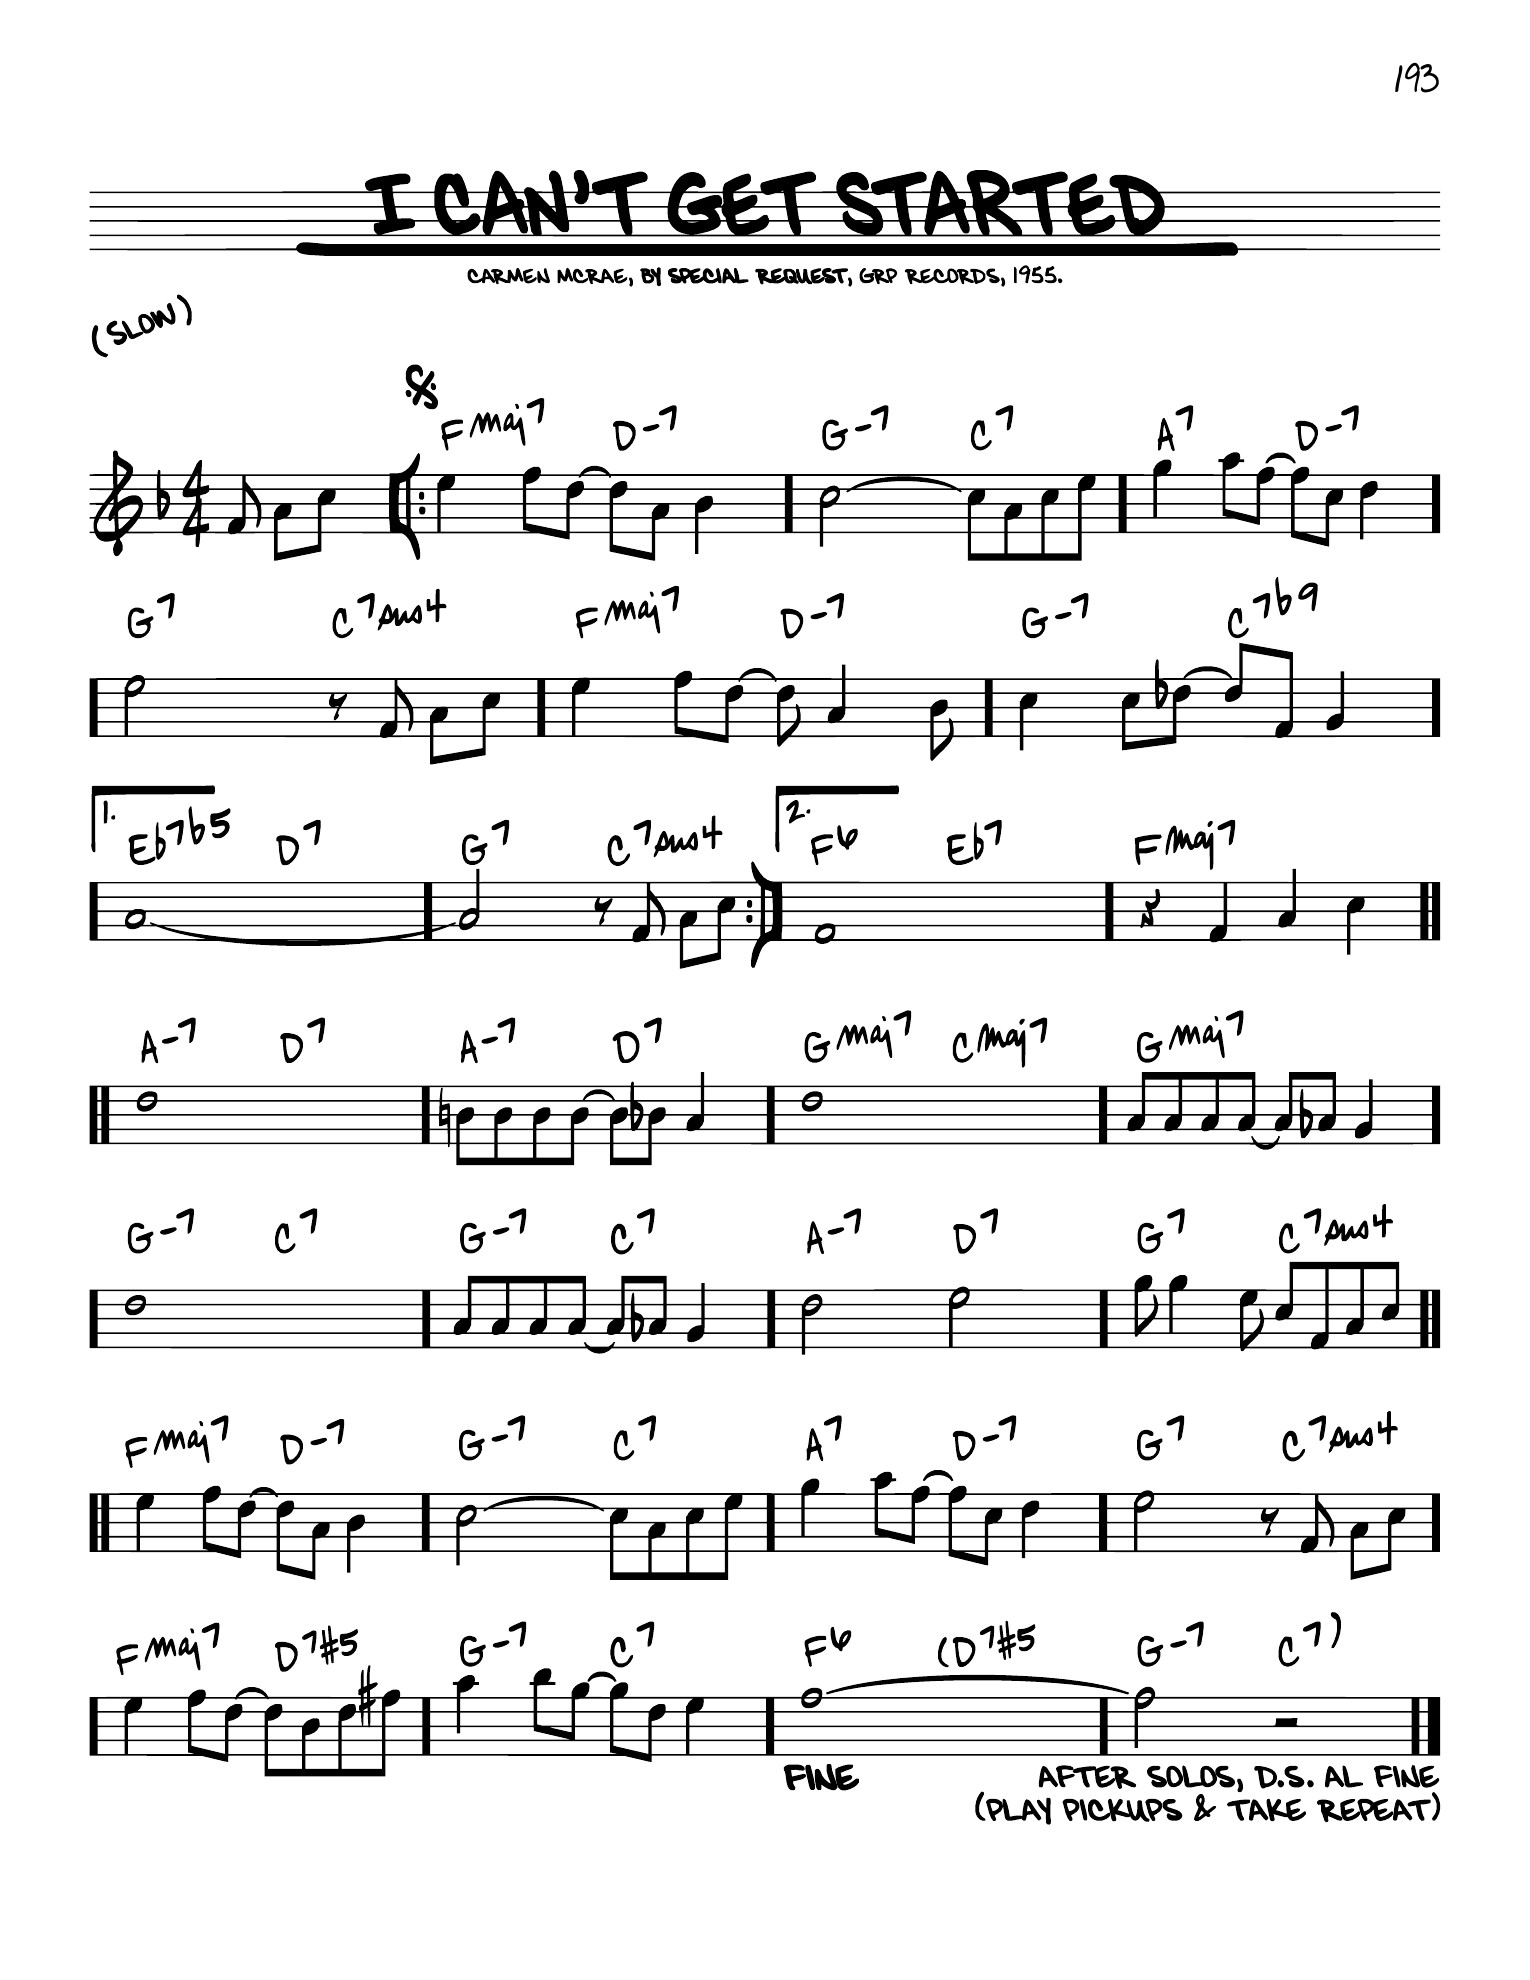 193
I CAN'T GET STARTED
CARMEN MCRAE, BY SPECIAL REQUEST, GRP RECORDS, 1955.
(SLOW)
Fmaj7 D-7 G-7 C7 A7 D-7
4
4
G7 C7sus4 Fmaj7 D-7 G-7 C7b9
1. Eb7b5 D7 G7 C7sus4 2. F6 Eb7 Fmaj7
A-7 D7 A-7 D7 Gmaj7 Cmaj7 Gmaj7
G-7 C7 G-7 C7 A-7 D7 G7 C7sus4
Fmaj7 D-7 G-7 C7 A7 D-7 G7 C7sus4
Fmaj7 D7#5 G-7 C7 F6 (D7#5 G-7 C7)
FINE AFTER SOLOS, D.S. AL FINE
(PLAY PICKUPS & TAKE REPEAT)